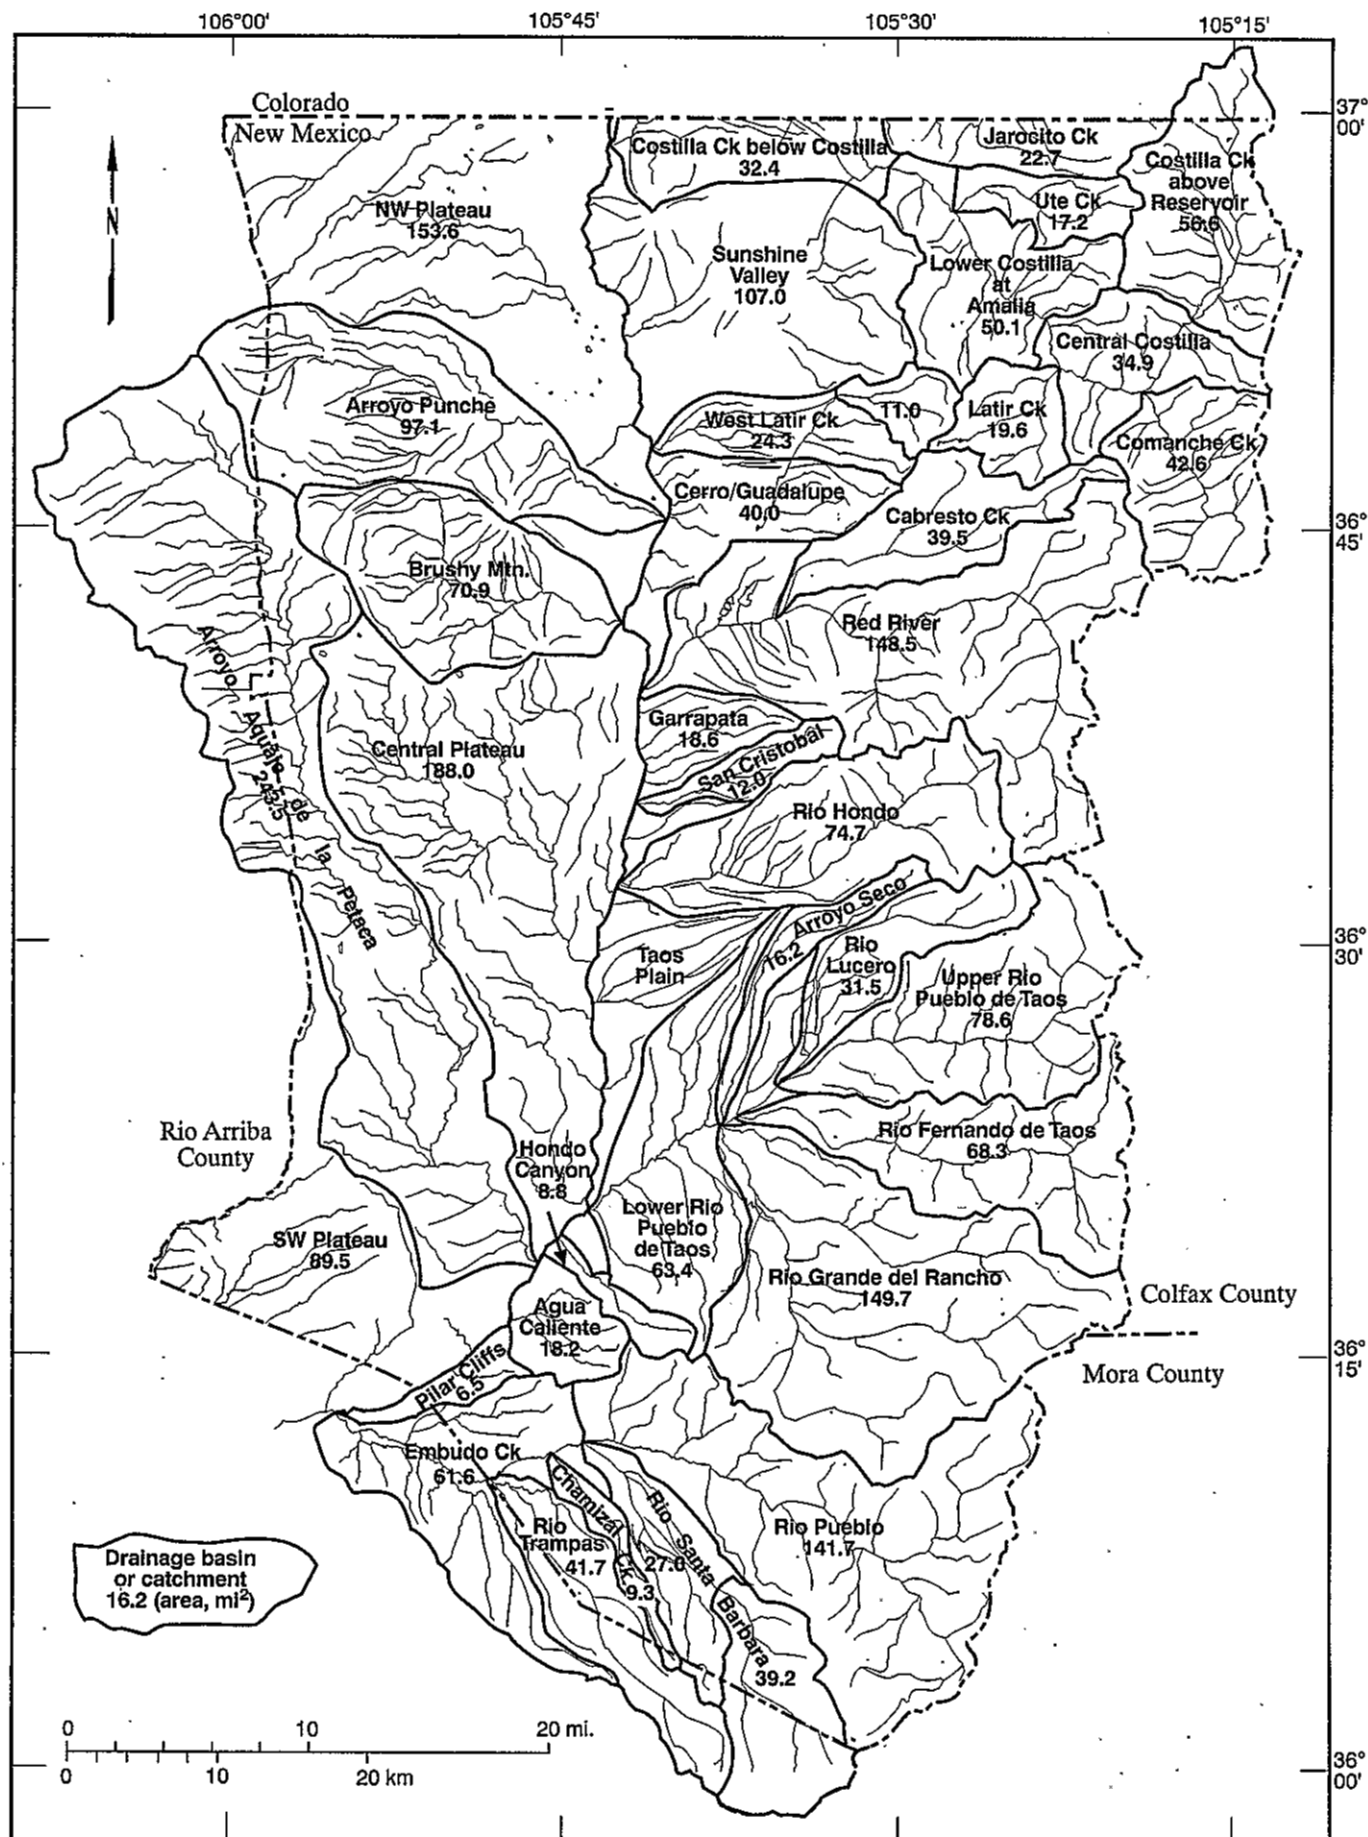 106°00'
105°45'
105°30'
105°15'
Colorado
New Mexico
37°
00'
N
Costilla Ck below Costilla
32.4
Jarosito Ck
22.7
Costilla Ck
above
Reservoir
56.6
NW Plateau
153.6
Ute Ck
17.2
Sunshine
Valley
107.0
Lower Costilla
at
Amalia
50.1
Central Costilla
34.9
Arroyo Punche
97.1
West Latir Ck
24.3
11.0
Latir Ck
19.6
Comanche Ck
42.6
Cerro/Guadalupe
40.0
Cabresto Ck
39.5
36°
45'
Brushy Mtn.
70.9
Red River
148.5
Arroyo Aguaje de la Petaca
243.5
Garrapata
18.6
San Cristobal
12.0
Central Plateau
188.0
Rio Hondo
74.7
Arroyo Seco
16.2
Taos
Plain
Rio
Lucero
31.5
Upper Rio
Pueblo de Taos
78.6
36°
30'
Rio Arriba
County
Hondo
Canyon
8.8
Rio Fernando de Taos
68.3
Lower Rio
Pueblo
de Taos
63.4
SW Plateau
89.5
Rio Grande del Rancho
149.7
Colfax County
Agua
Caliente
18.2
Pilar Cliffs
6.5
36°
15'
Mora County
Embudo Ck
61.6
Chamizal Ck
9.3
Rio Santa Barbara
27.0
39.2
Rio
Trampas
41.7
Rio Pueblo
141.7
Drainage basin
or catchment
16.2 (area, mi²)
0 10 20 mi.
0 10 20 km
36°
00'